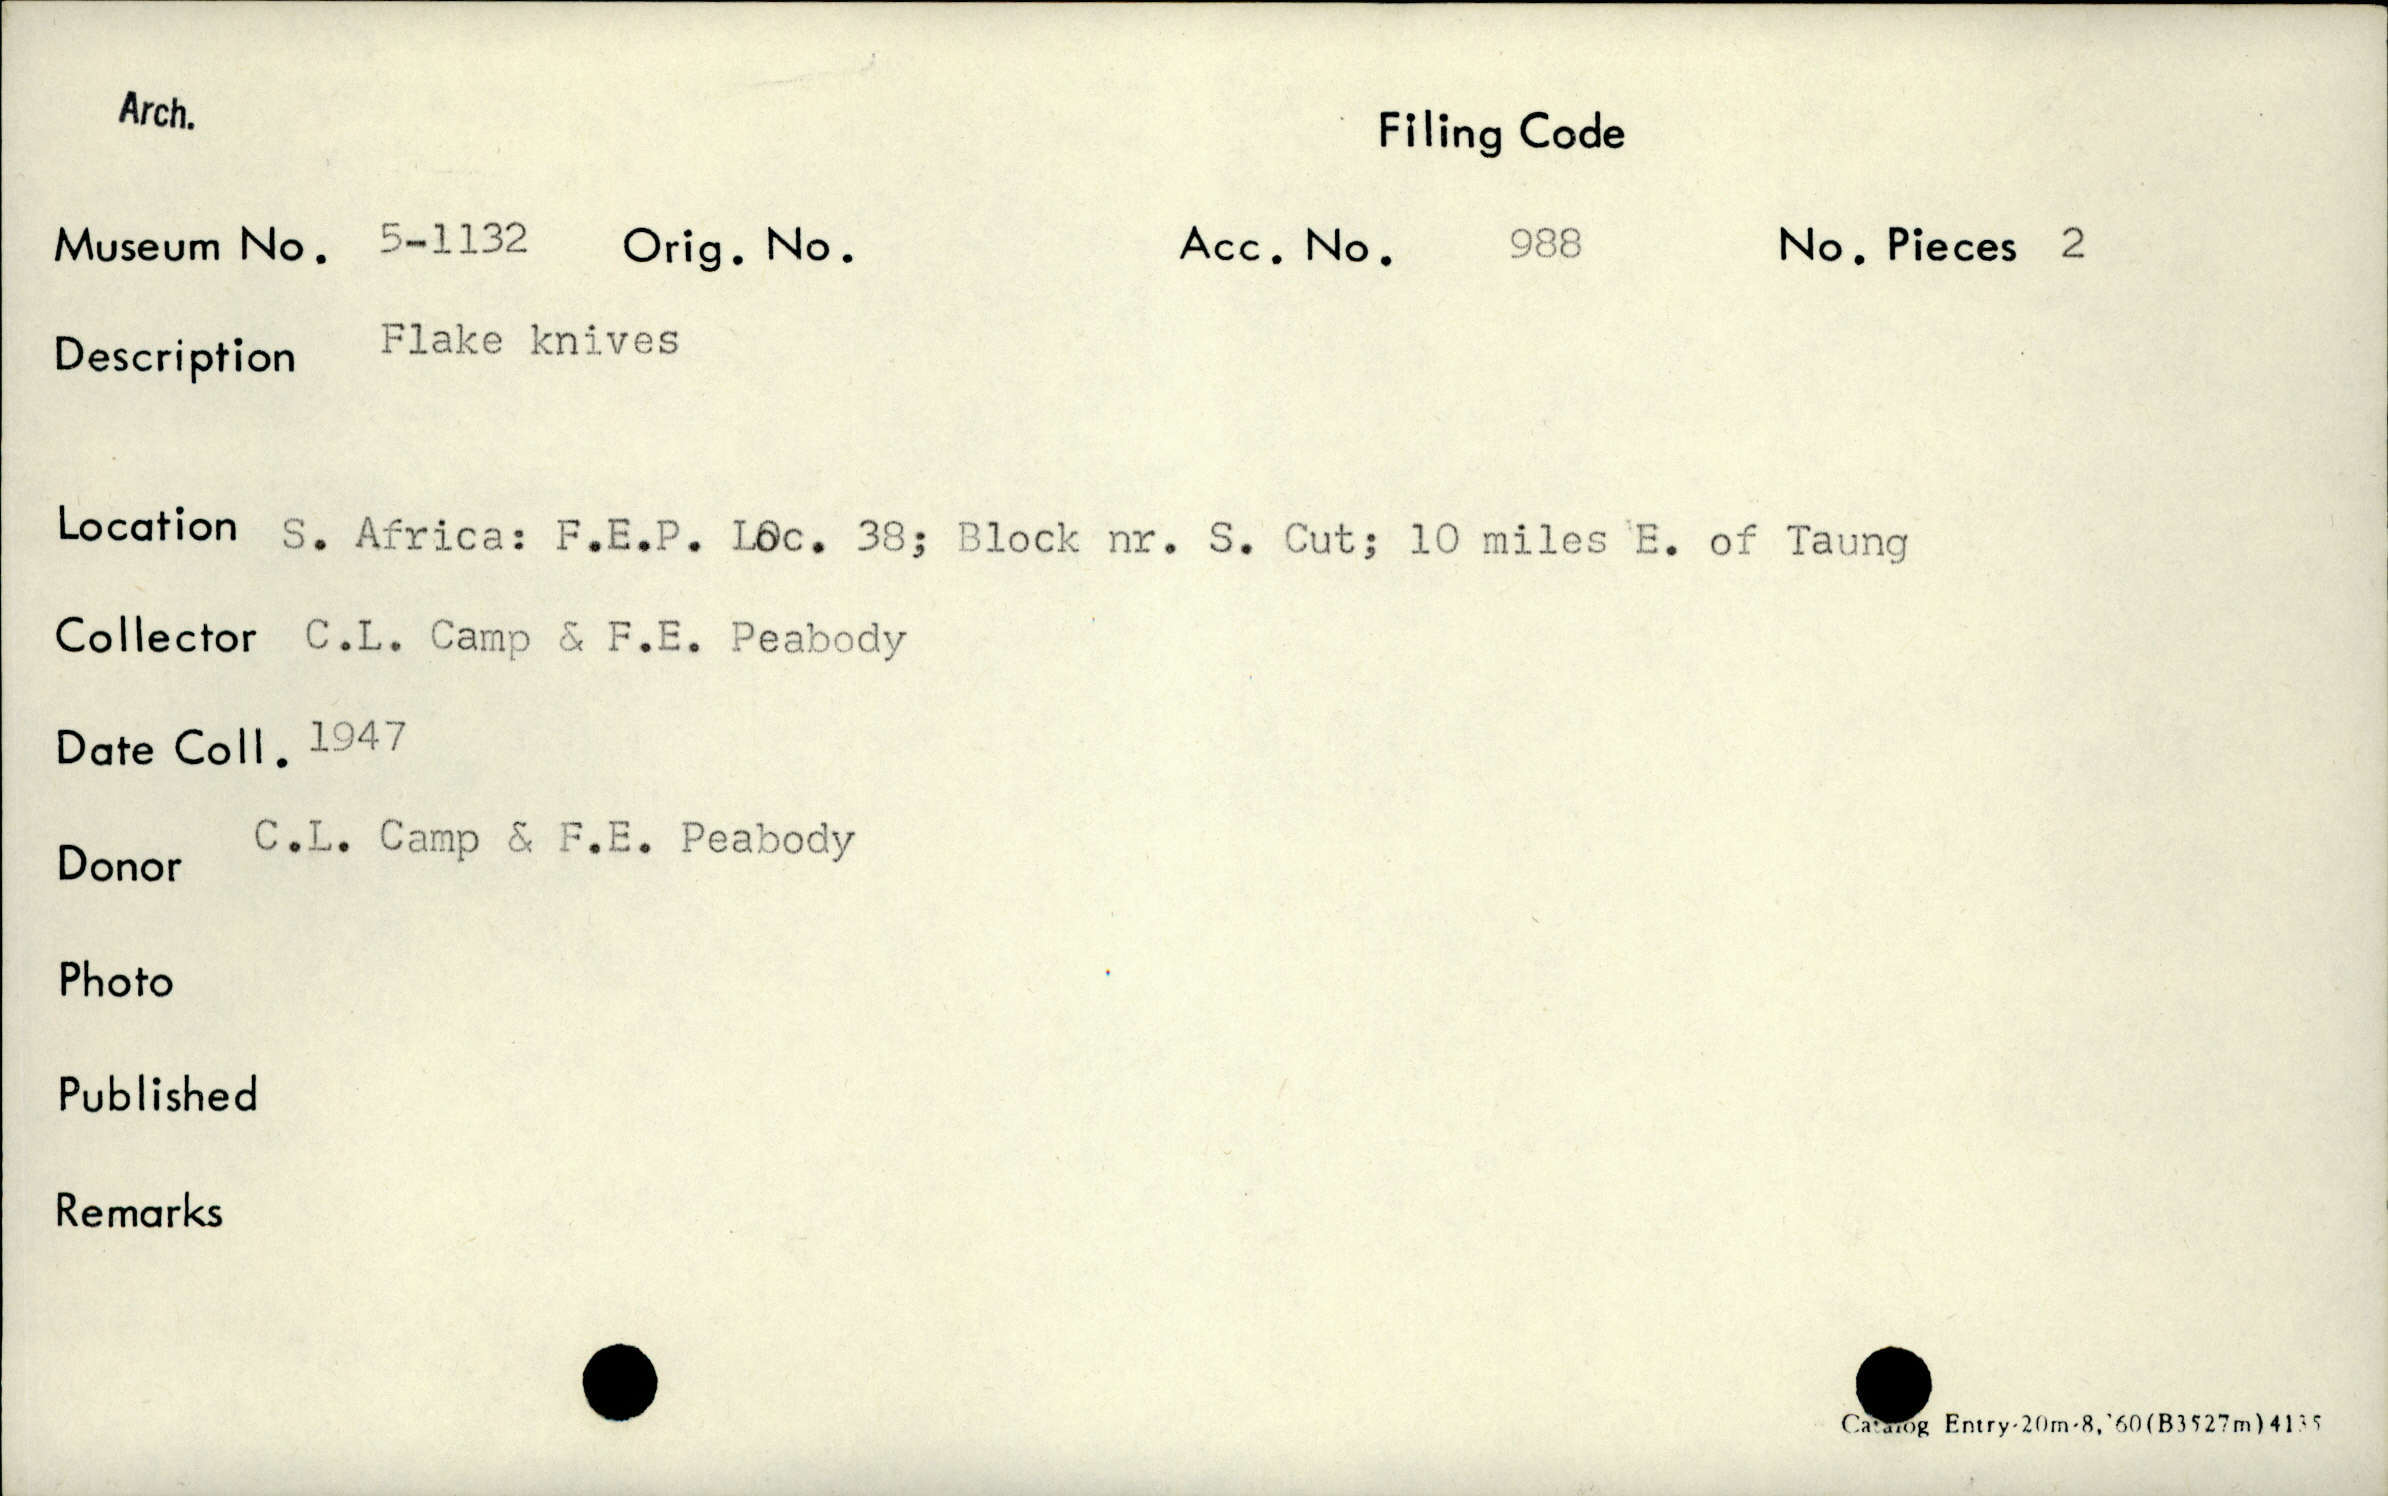 Arch.
Filing Code
Museum No. 5-1132 Orig. No. Acc. No. 988 No. Pieces 2
Description Flake knives
Location S. Africa: F.E.P. Loc. 38; Block nr. S. Cut; 10 miles E. of Taung
Collector C.L. Camp & F.E. Peabody
Date Coll. 1947
Donor C.L. Camp & F.E. Peabody
Photo
Published
Remarks
Catalog Entry-20m-8,'60(B3527m)4135